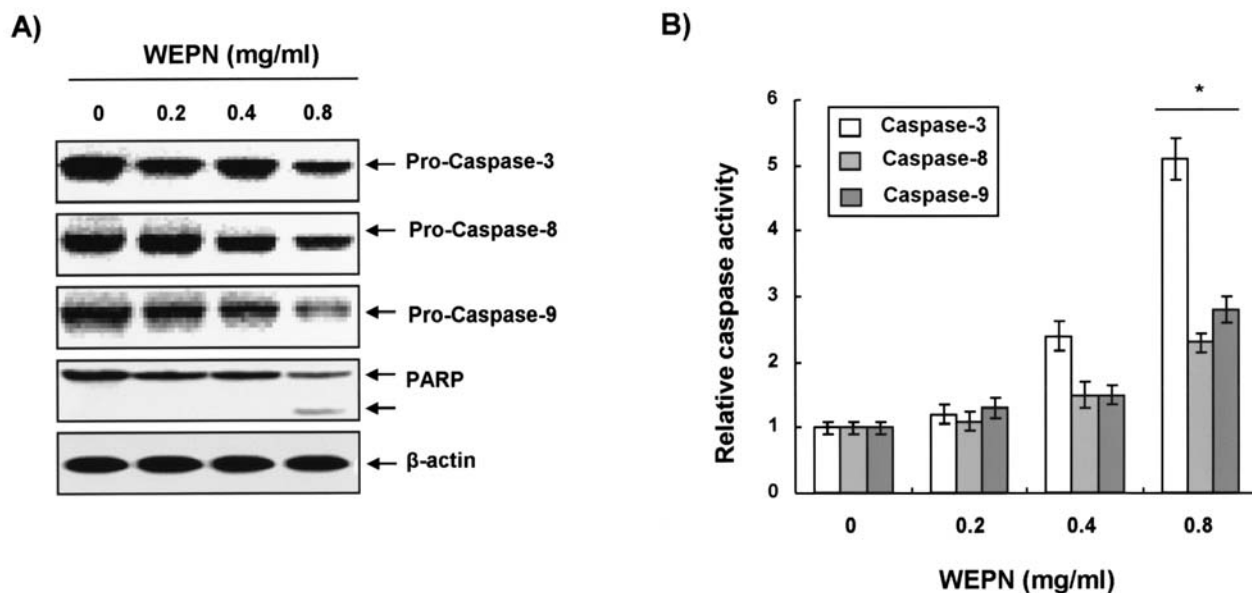 A)
WEPN (mg/ml)
0 0.2 0.4 0.8
Pro-Caspase-3
Pro-Caspase-8
Pro-Caspase-9
PARP
β-actin
B)
6
5
4
3
2
1
0
Relative caspase activity
Caspase-3
Caspase-8
Caspase-9
*
0 0.2 0.4 0.8
WEPN (mg/ml)